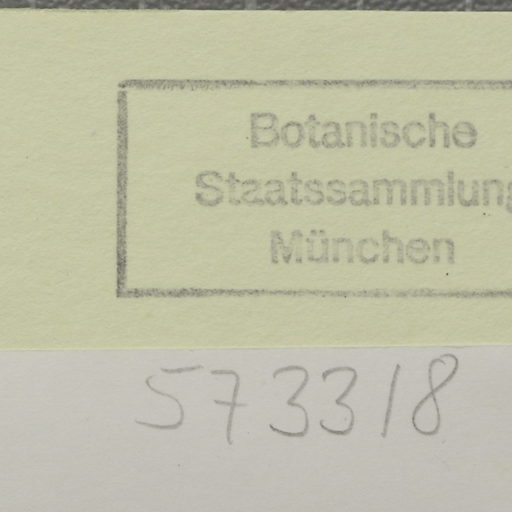 Botanische
Staatssammlung
München
573318